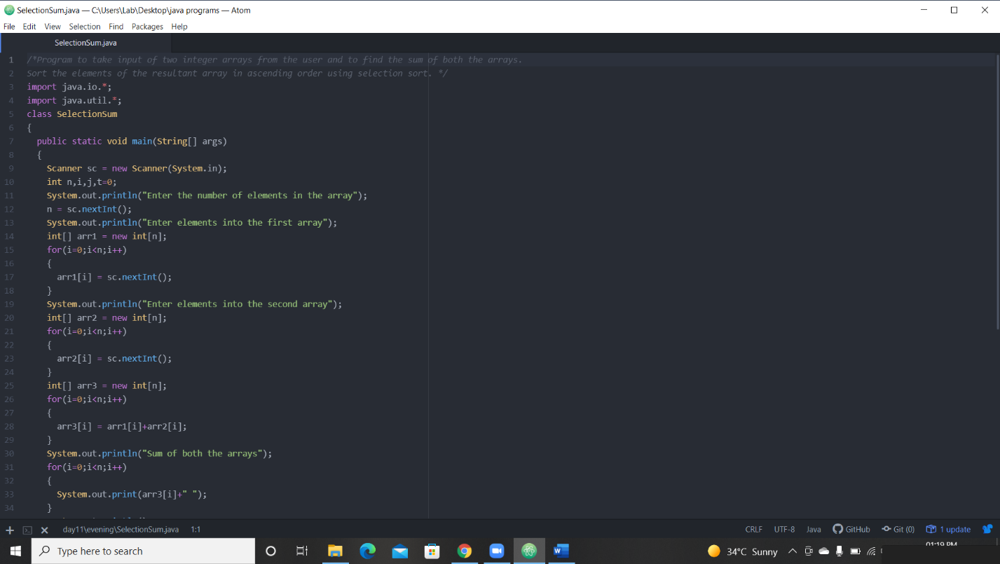 SelectionSum.java — C:\Users\Lab\Desktop\java programs — Atom
File Edit View Selection Find Packages Help
SelectionSum.java
1 /*Program to take input of two integer arrays from the user and to find the sum of both the arrays.
2 Sort the elements of the resultant array in ascending order using selection sort. */
3 import java.io.*;
4 import java.util.*;
5 class SelectionSum
6 {
7 public static void main(String[] args)
8 {
9 Scanner sc = new Scanner(System.in);
10 int n,i,j,t=0;
11 System.out.println("Enter the number of elements in the array");
12 n = sc.nextInt();
13 System.out.println("Enter elements into the first array");
14 int[] arr1 = new int[n];
15 for(i=0;i<n;i++)
16 {
17 arr1[i] = sc.nextInt();
18 }
19 System.out.println("Enter elements into the second array");
20 int[] arr2 = new int[n];
21 for(i=0;i<n;i++)
22 {
23 arr2[i] = sc.nextInt();
24 }
25 int[] arr3 = new int[n];
26 for(i=0;i<n;i++)
27 {
28 arr3[i] = arr1[i]+arr2[i];
29 }
30 System.out.println("Sum of both the arrays");
31 for(i=0;i<n;i++)
32 {
33 System.out.print(arr3[i]+" ");
34 }
day11\evening\SelectionSum.java 1:1 CRLF UTF-8 Java GitHub Git (0) 1 update
Type here to search 34°C Sunny 01:19 PM